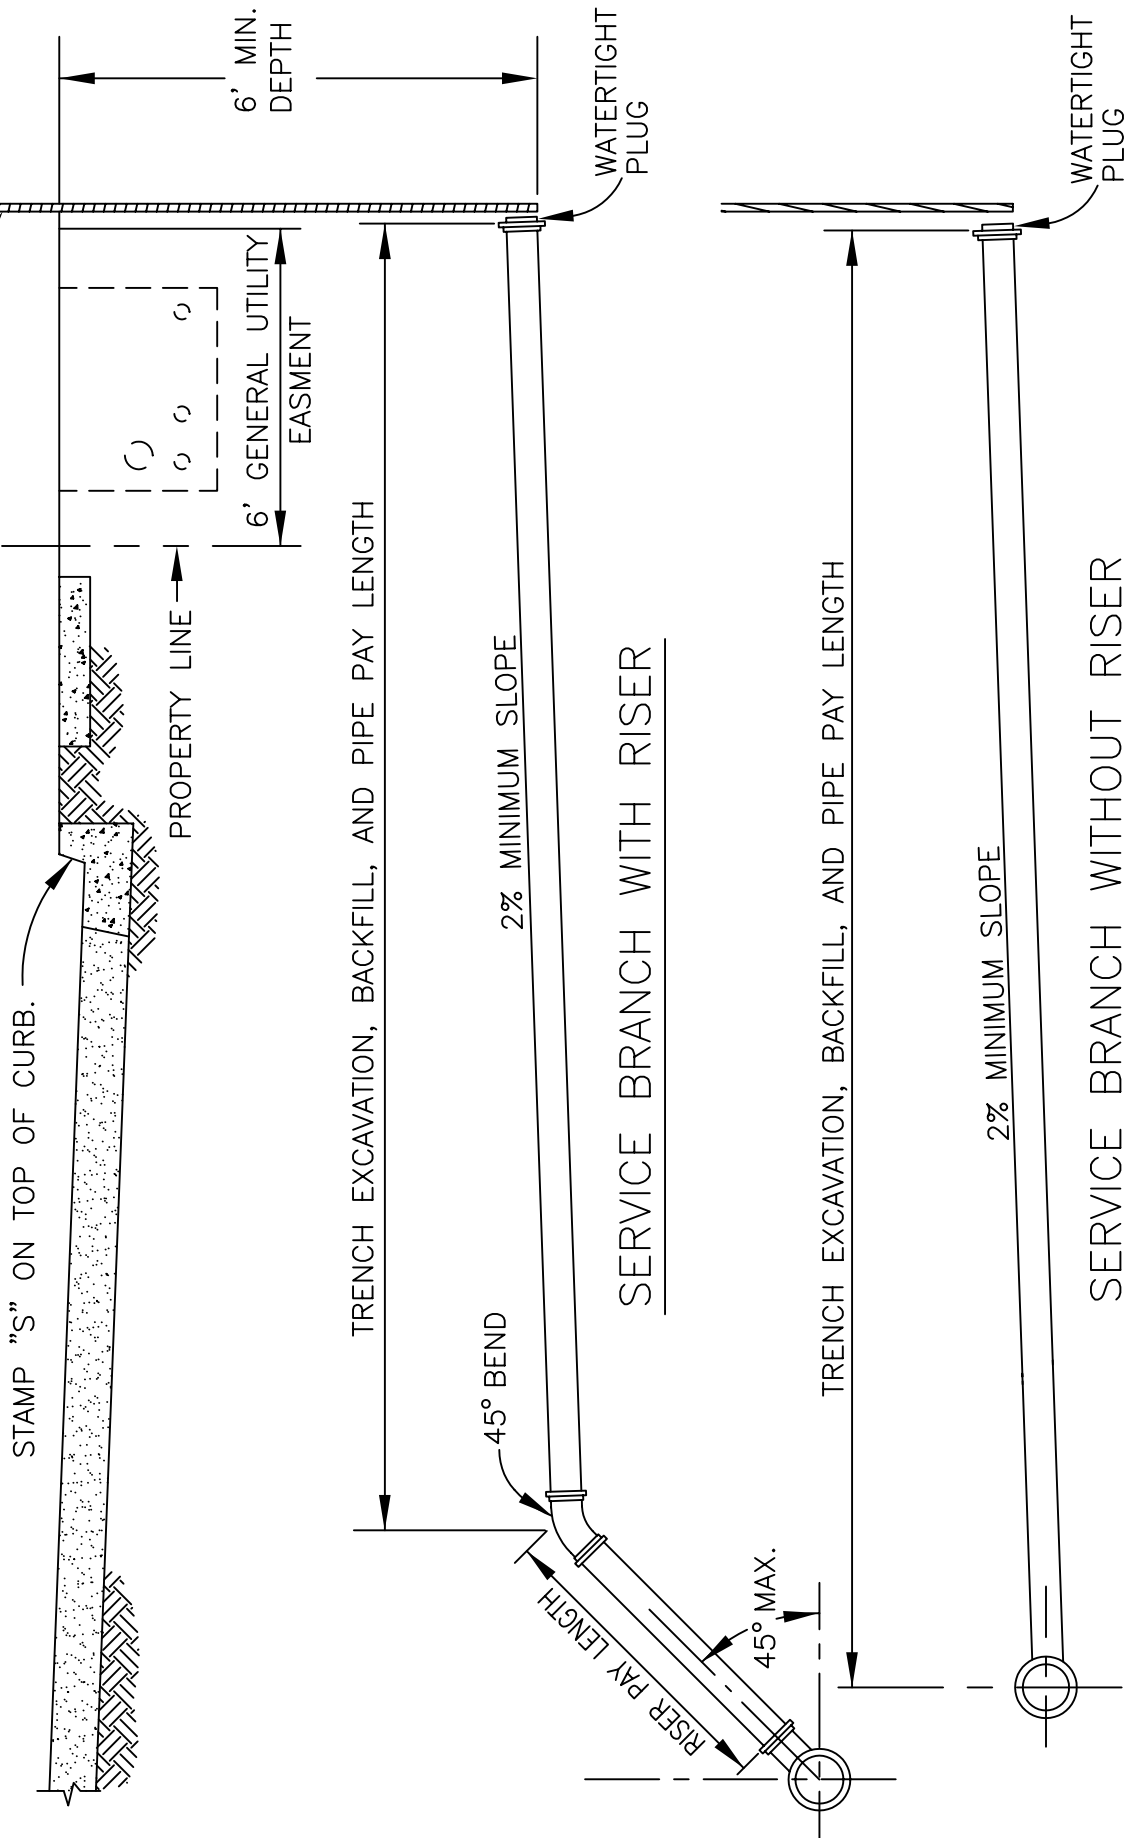 STAMP "S" ON TOP OF CURB.
6' MIN.
DEPTH
PROPERTY LINE
6' GENERAL UTILITY
EASMENT
TRENCH EXCAVATION, BACKFILL, AND PIPE PAY LENGTH
WATERTIGHT
PLUG
45° BEND
2% MINIMUM SLOPE
RISER PAY LENGTH
45° MAX.
SERVICE BRANCH WITH RISER
TRENCH EXCAVATION, BACKFILL, AND PIPE PAY LENGTH
WATERTIGHT
PLUG
2% MINIMUM SLOPE
SERVICE BRANCH WITHOUT RISER